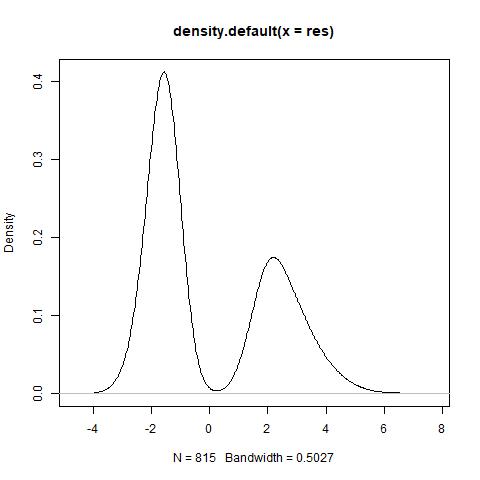 density.default(x = res)
0.4
0.3
0.2
0.1
0.0
Density
-4 -2 0 2 4 6 8
N = 815 Bandwidth = 0.5027